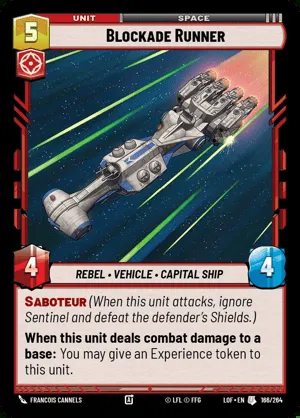 UNIT
SPACE
5
BLOCKADE RUNNER
4
4
REBEL • VEHICLE • CAPITAL SHIP
SABOTEUR (When this unit attacks, ignore
Sentinel and defeat the defender's Shields.)
When this unit deals combat damage to a
base: You may give an Experience token to
this unit.
FRANCOIS CANNELS
© LFL © FFG
LOF • EN
166/264